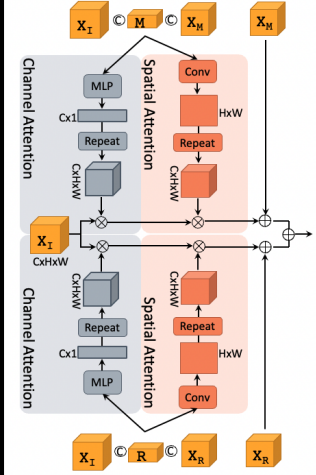 X_I © M © X_M X_M
Channel Attention
Spatial Attention
MLP
Conv
Cx1
HxW
Repeat
Repeat
CxHxW
CxHxW
X_I
CxHxW
Channel Attention
Spatial Attention
CxHxW
CxHxW
Repeat
Repeat
Cx1
HxW
MLP
Conv
X_I © R © X_R X_R